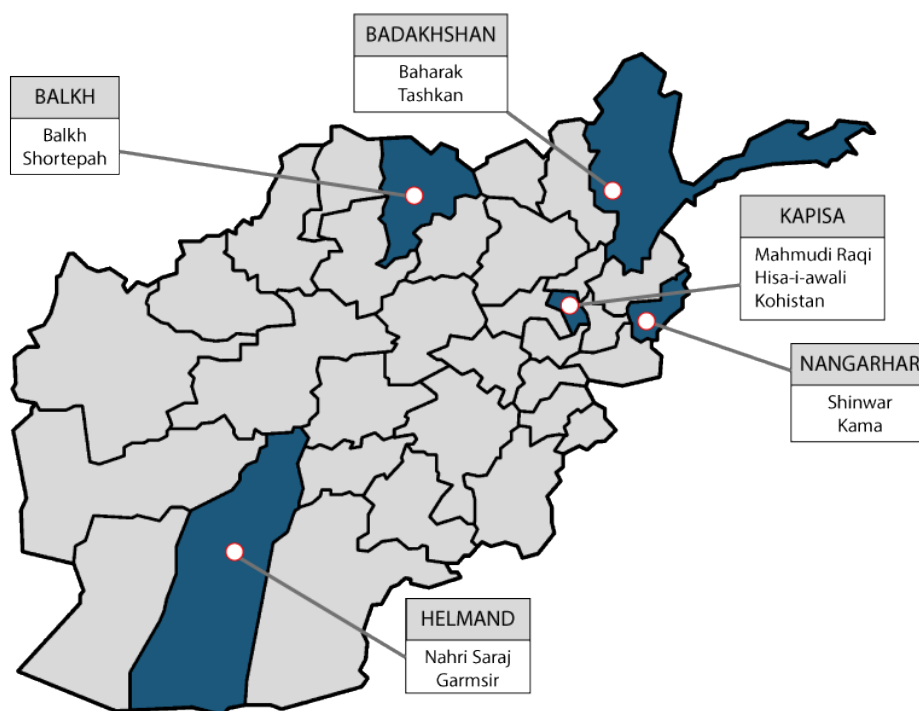 BADAKHSHAN
Baharak
Tashkan
BALKH
Balkh
Shortepah
KAPISA
Mahmudi Raqi
Hisa-i-awali
Kohistan
NANGARHAR
Shinwar
Kama
HELMAND
Nahri Saraj
Garmsir